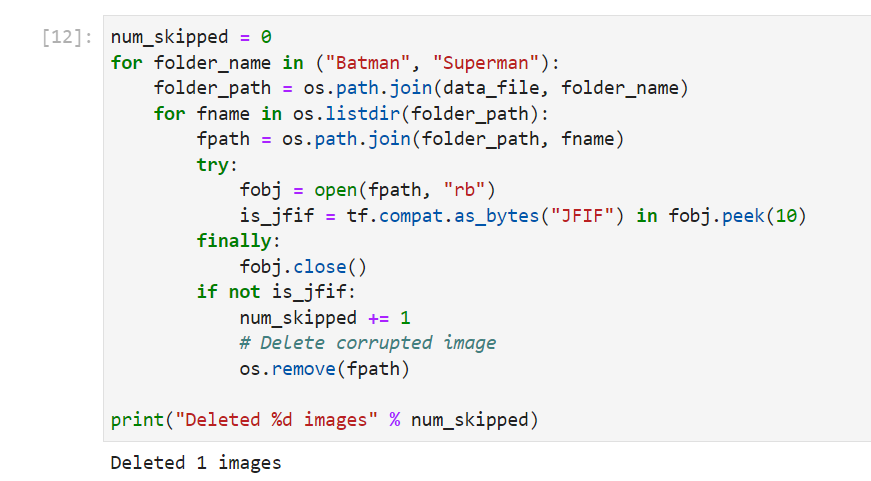 [12]: num_skipped = 0
for folder_name in ("Batman", "Superman"):
    folder_path = os.path.join(data_file, folder_name)
    for fname in os.listdir(folder_path):
        fpath = os.path.join(folder_path, fname)
        try:
            fobj = open(fpath, "rb")
            is_jfif = tf.compat.as_bytes("JFIF") in fobj.peek(10)
        finally:
            fobj.close()
        if not is_jfif:
            num_skipped += 1
            # Delete corrupted image
            os.remove(fpath)

print("Deleted %d images" % num_skipped)
Deleted 1 images